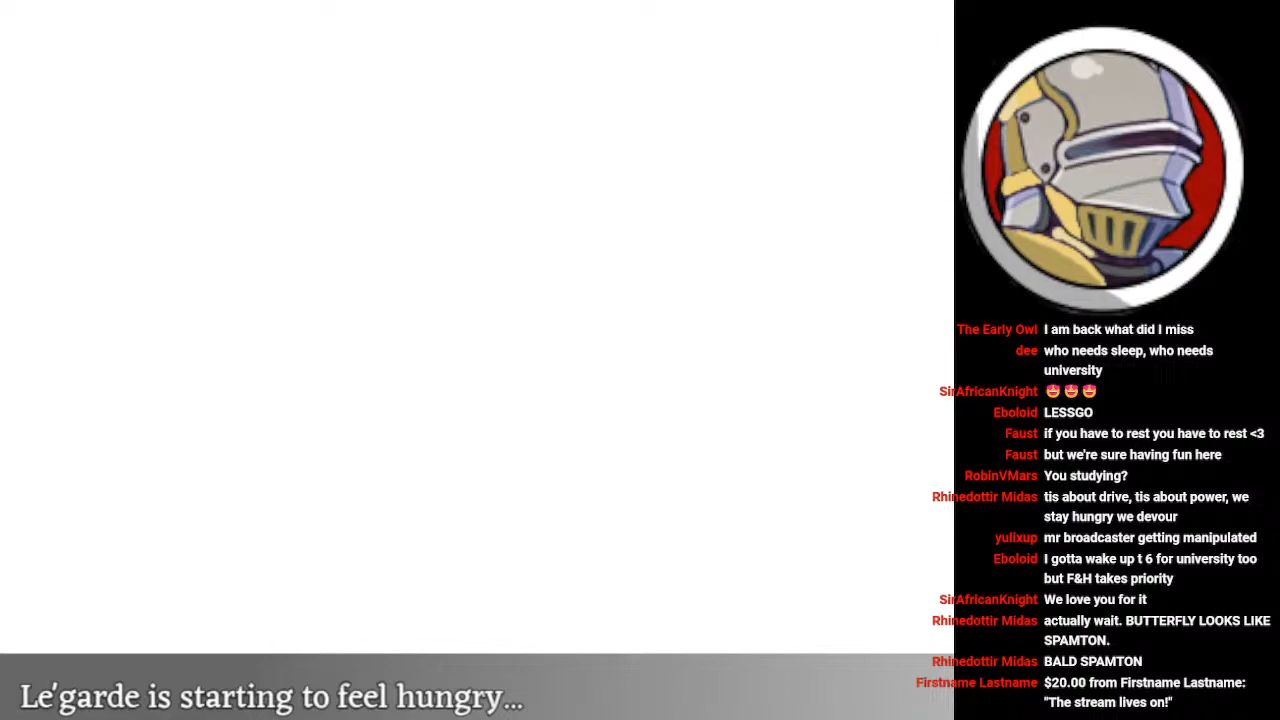 The Early Owl I am back what did I miss
dee who needs sleep, who needs
university
SirAfricanKnight 🤩🤩🤩
Eboloid LESSGO
Faust if you have to rest you have to rest <3
Faust but we're sure having fun here
RobinVMars You studying?
Rhinedottir Midas tis about drive, tis about power, we
stay hungry we devour
yulixup mr broadcaster getting manipulated
Eboloid I gotta wake up t 6 for university too
but F&H takes priority
SirAfricanKnight We love you for it
Rhinedottir Midas actually wait. BUTTERFLY LOOKS LIKE
SPAMTON.
Rhinedottir Midas BALD SPAMTON
Firstname Lastname $20.00 from Firstname Lastname:
"The stream lives on!"
Le'garde is starting to feel hungry...